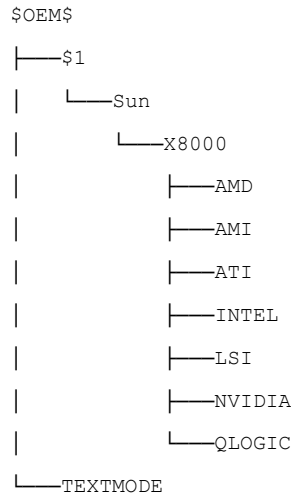 $OEM$
├───$1
│   └───Sun
│       └───X8000
│           ├───AMD
│           ├───AMI
│           ├───ATI
│           ├───INTEL
│           ├───LSI
│           ├───NVIDIA
│           └───QLOGIC
└───TEXTMODE